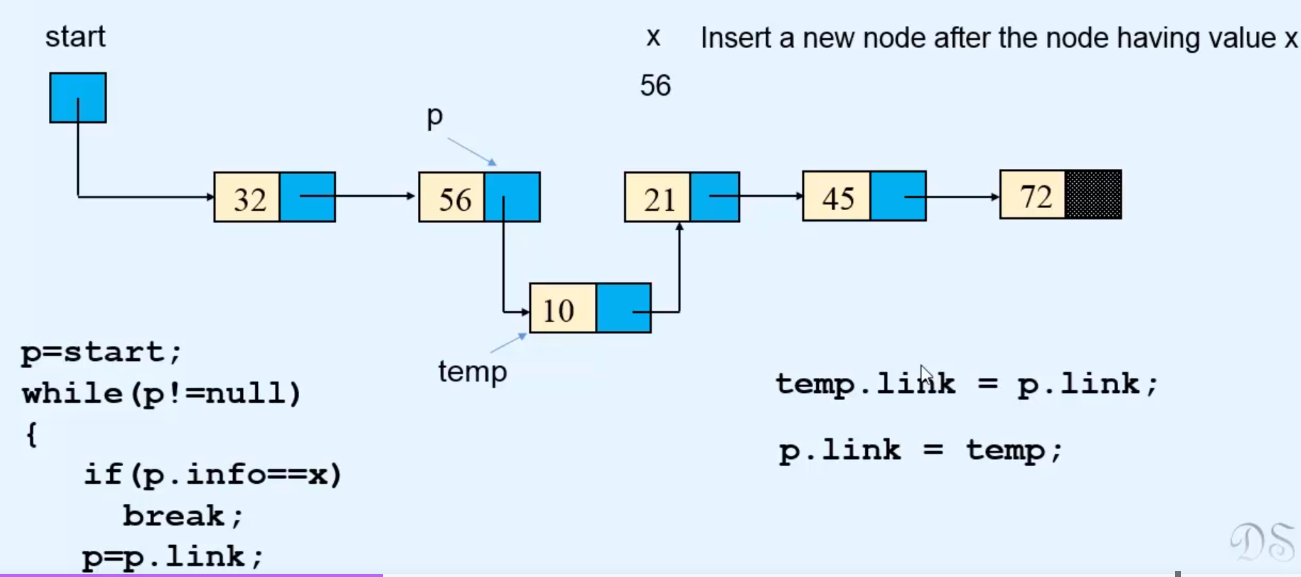 start
x Insert a new node after the node having value x
56
p
32 56 21 45 72
10
temp
p=start;
while(p!=null)
{
if(p.info==x)
break;
p=p.link;
temp.link = p.link;
p.link = temp;
DS